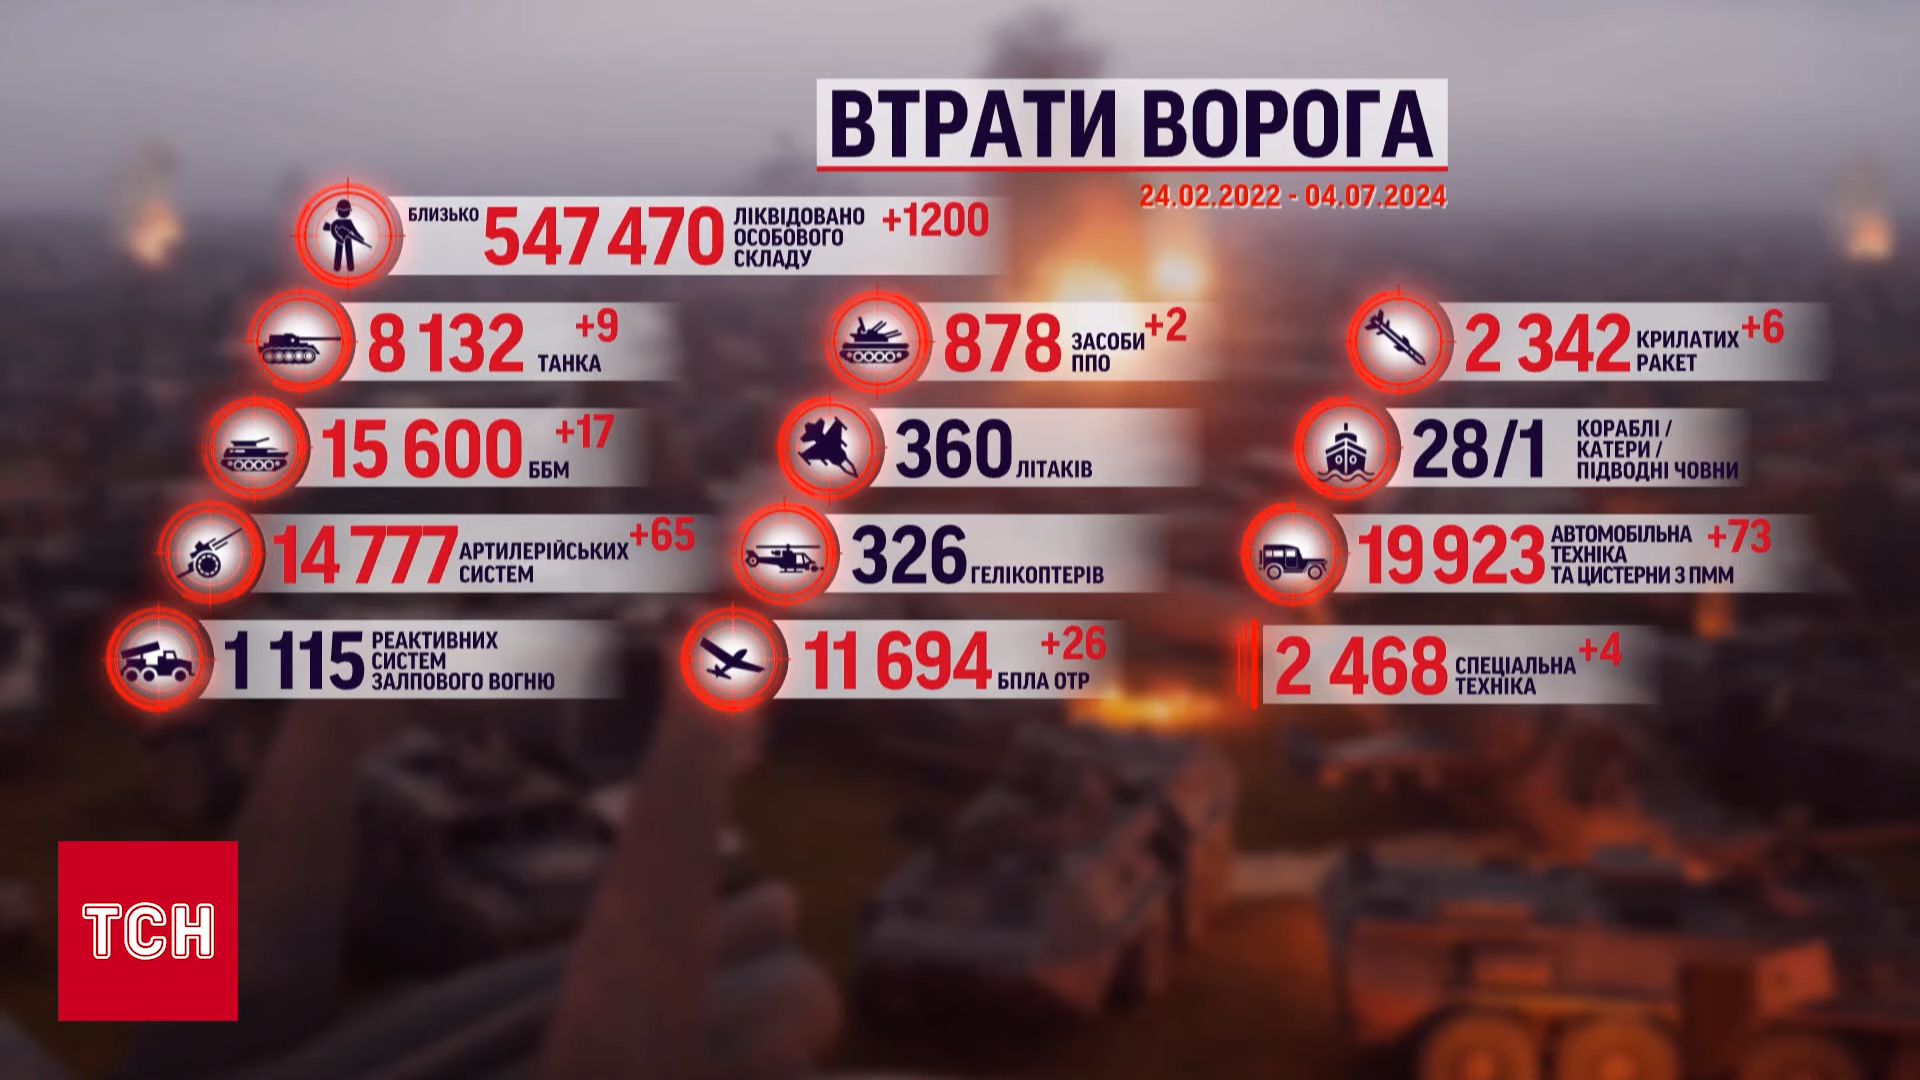 ВТРАТИ ВОРОГА
24.02.2022 - 04.07.2024
БЛИЗЬКО 547 470 ЛІКВІДОВАНО +1200
ОСОБОВОГО
СКЛАДУ
8 132 ТАНКА +9
878 ЗАСОБИ +2
ППО
2 342 КРИЛАТИХ +6
РАКЕТ
15 600 ББМ +17
360 ЛІТАКІВ
28/1 КОРАБЛІ /
КАТЕРИ /
ПІДВОДНІ ЧОВНИ
14 777 АРТИЛЕРІЙСЬКИХ +65
СИСТЕМ
326 ГЕЛІКОПТЕРІВ
19 923 АВТОМОБІЛЬНА +73
ТЕХНІКА
ТА ЦИСТЕРНИ З ПММ
1 115 РЕАКТИВНИХ
СИСТЕМ
ЗАЛПОВОГО ВОГНЮ
11 694 БПЛА ОТР +26
2 468 СПЕЦІАЛЬНА +4
ТЕХНІКА
ТСН